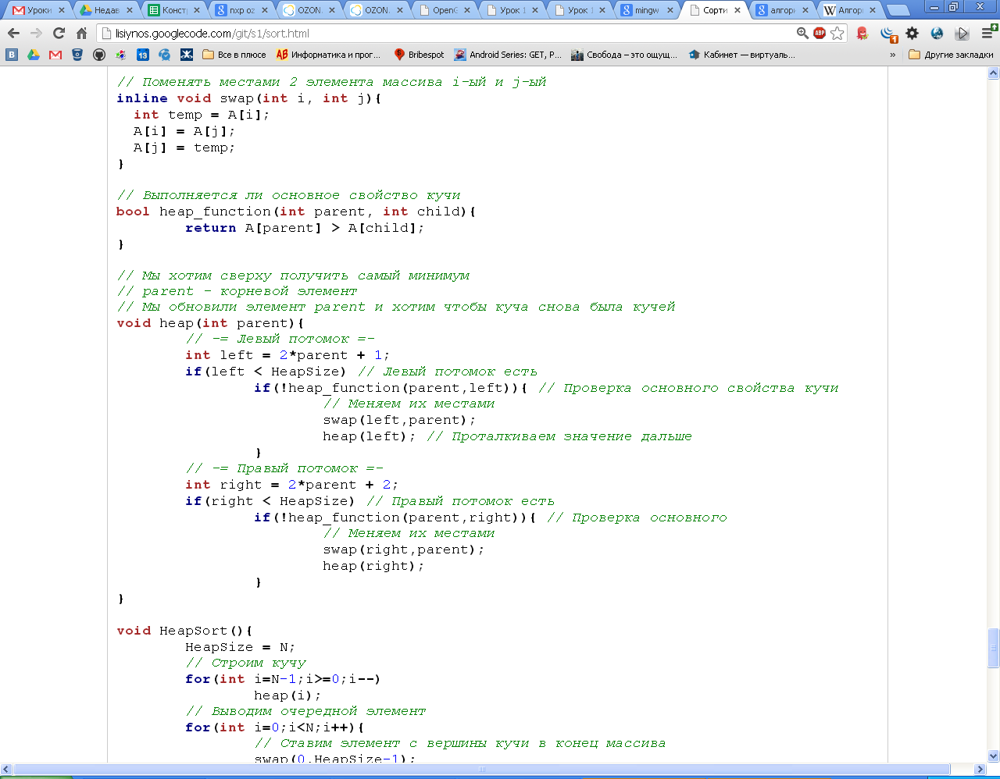 Уроки
Недав
Конст
nxp oz
OZON.
OZON.
OpenG
Урок 1
Урок 1
mingw
Сорти
алгор
Алгор
lisiynos.googlecode.com/git/s1/sort.html
Все в плюсе
Информатика и прог...
Bribespot
Android Series: GET, P...
Свобода – это ощущ...
Кабинет — виртуаль...
»
Другие закладки
// Поменять местами 2 элемента массива i-ый и j-ый
inline void swap(int i, int j){
int temp = A[i];
A[i] = A[j];
A[j] = temp;
}
// Выполняется ли основное свойство кучи
bool heap_function(int parent, int child){
return A[parent] > A[child];
}
// Мы хотим сверху получить самый минимум
// parent - корневой элемент
// Мы обновили элемент parent и хотим чтобы куча снова была кучей
void heap(int parent){
// -= Левый потомок =-
int left = 2*parent + 1;
if(left < HeapSize) // Левый потомок есть
if(!heap_function(parent,left)){ // Проверка основного свойства кучи
// Меняем их местами
swap(left,parent);
heap(left); // Проталкиваем значение дальше
}
// -= Правый потомок =-
int right = 2*parent + 2;
if(right < HeapSize) // Правый потомок есть
if(!heap_function(parent,right)){ // Проверка основного
// Меняем их местами
swap(right,parent);
heap(right);
}
}
void HeapSort(){
HeapSize = N;
// Строим кучу
for(int i=N-1;i>=0;i--)
heap(i);
// Выводим очередной элемент
for(int i=0;i<N;i++){
// Ставим элемент с вершины кучи в конец массива
swap(0,HeapSize-1);